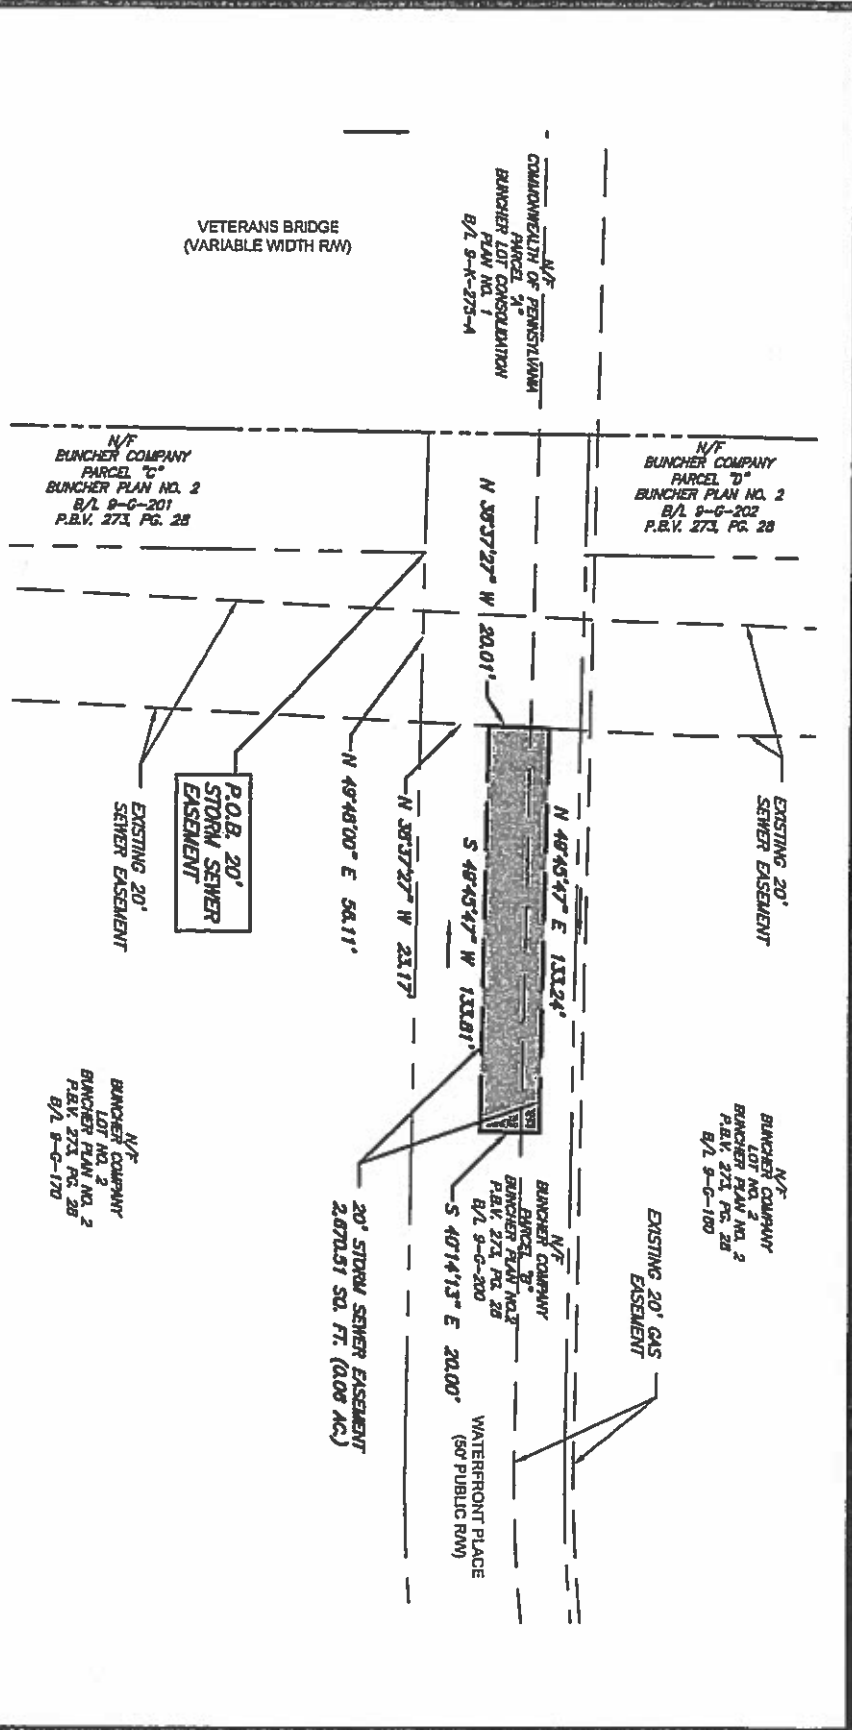 VETERANS BRIDGE
(VARIABLE WIDTH R/W)
N/F
COMMONWEALTH OF PENNSYLVANIA
PARCEL "A"
BUNCHER LOT CONSOLIDATION
PLAN NO. 1
B/L 9-K-275-A
N/F
BUNCHER COMPANY
PARCEL "C"
BUNCHER PLAN NO. 2
B/L 9-G-201
P.B.V. 273, PG. 28
N/F
BUNCHER COMPANY
PARCEL "D"
BUNCHER PLAN NO. 2
B/L 9-G-202
P.B.V. 273, PG. 28
N 38°37'27" W 20.01'
N 49°45'47" E 133.24'
S 49°45'47" W 133.81'
N 38°37'27" W 23.17'
N 49°48'00" E 56.11'
P.O.B. 20'
STORM SEWER
EASEMENT
EXISTING 20'
SEWER EASEMENT
EXISTING 20'
SEWER EASEMENT
N/F
BUNCHER COMPANY
LOT NO. 2
BUNCHER PLAN NO. 2
P.B.V. 273, PG. 28
B/L 9-G-180
N/F
BUNCHER COMPANY
LOT NO. 2
BUNCHER PLAN NO. 2
P.B.V. 273, PG. 28
B/L 9-G-170
N/F
BUNCHER COMPANY
PARCEL "B"
BUNCHER PLAN NO.2
P.B.V. 273, PG. 28
B/L 9-G-200
S 40°14'13" E 20.00'
20' STORM SEWER EASEMENT
2,670.51 SQ. FT. (0.06 AC.)
EXISTING 20' GAS
EASEMENT
WATERFRONT PLACE
(50' PUBLIC R/W)